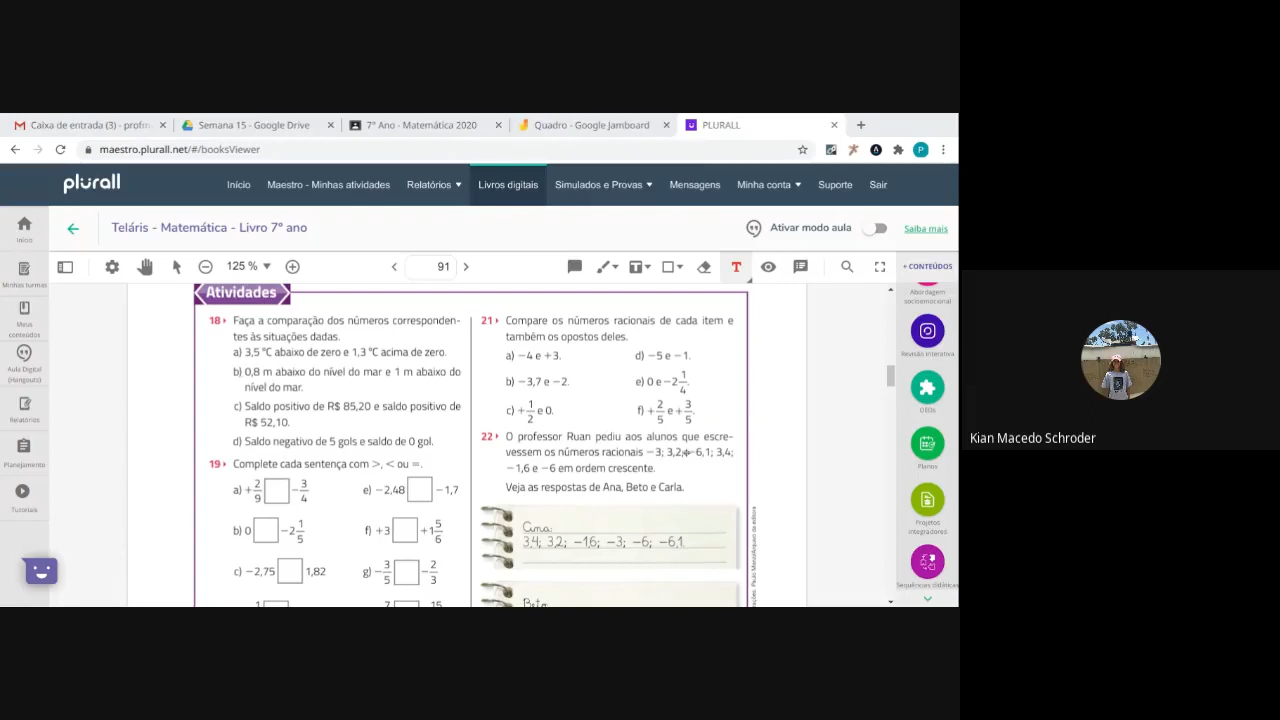 Caixa de entrada (3) - profm
Semana 15 - Google Drive
7º Ano - Matemática 2020
Quadro - Google Jamboard
PLURALL
maestro.plurall.net/#/booksViewer
P
plurall
Início
Maestro - Minhas atividades
Relatórios
Livros digitais
Simulados e Provas
Mensagens
Minha conta
Suporte
Sair
Teláris - Matemática - Livro 7º ano
Ativar modo aula
Saiba mais
125 %
91
T
+ CONTEÚDOS
Início
Minhas turmas
Meus conteúdos
Aula Digital (Hangouts)
Relatórios
Planejamento
Tutoriais
Atividades
18 Faça a comparação dos números corresponden-
tes às situações dadas.
a) 3,5 °C abaixo de zero e 1,3 °C acima de zero.
b) 0,8 m abaixo do nível do mar e 1 m abaixo do
nível do mar.
c) Saldo positivo de R$ 85,20 e saldo positivo de
R$ 52,10.
d) Saldo negativo de 5 gols e saldo de 0 gol.
19 Complete cada sentença com >, < ou =.
a) +2/9 □ −3/4
e) −2,48 □ −1,7
b) 0 □ −2 1/5
f) +3 □ +1 5/6
c) −2,75 □ 1,82
g) −3/5 □ −2/3
21 Compare os números racionais de cada item e
também os opostos deles.
a) −4 e +3.
d) −5 e −1.
b) −3,7 e −2.
e) 0 e −2 1/4.
c) +1/2 e 0.
f) +2/5 e +3/5.
22 O professor Ruan pediu aos alunos que escre-
vessem os números racionais −3; 3,2; −6,1; 3,4;
−1,6 e −6 em ordem crescente.
Veja as respostas de Ana, Beto e Carla.
Ana:
3,4; 3,2; −1,6; −3; −6; −6,1.
Beto:
Abordagem socioemocional
Revisão interativa
OEDs
Planos
Projetos integradores
Sequências didáticas
Kian Macedo Schroder